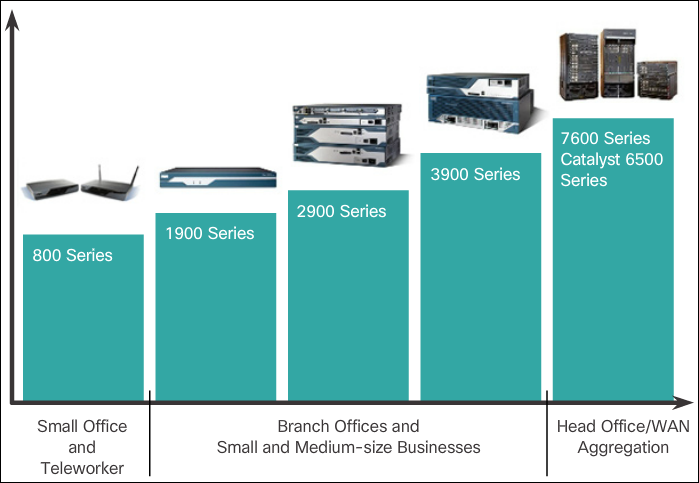 800 Series
1900 Series
2900 Series
3900 Series
7600 Series
Catalyst 6500
Series
Small Office
and
Teleworker
Branch Offices and
Small and Medium-size Businesses
Head Office/WAN
Aggregation